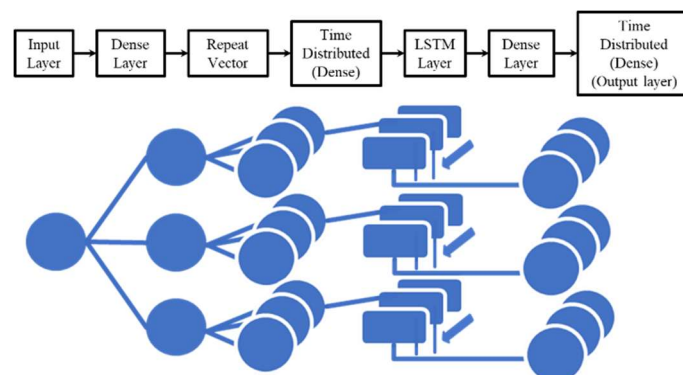 Input
Layer
Dense
Layer
Repeat
Vector
Time
Distributed
(Dense)
LSTM
Layer
Dense
Layer
Time
Distributed
(Dense)
(Output layer)